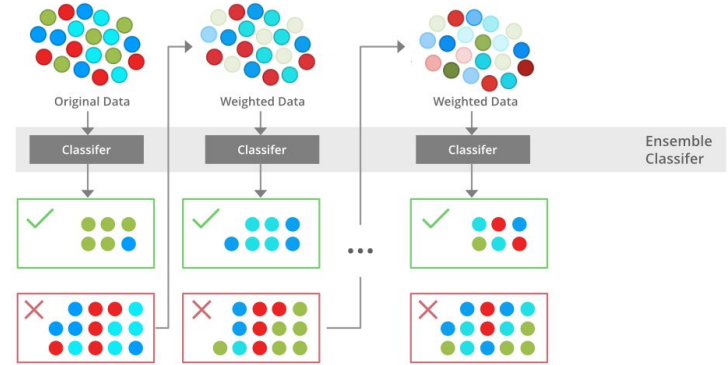 Original Data
Weighted Data
Weighted Data
Classifer
Classifer
Classifer
Ensemble
Classifer
...